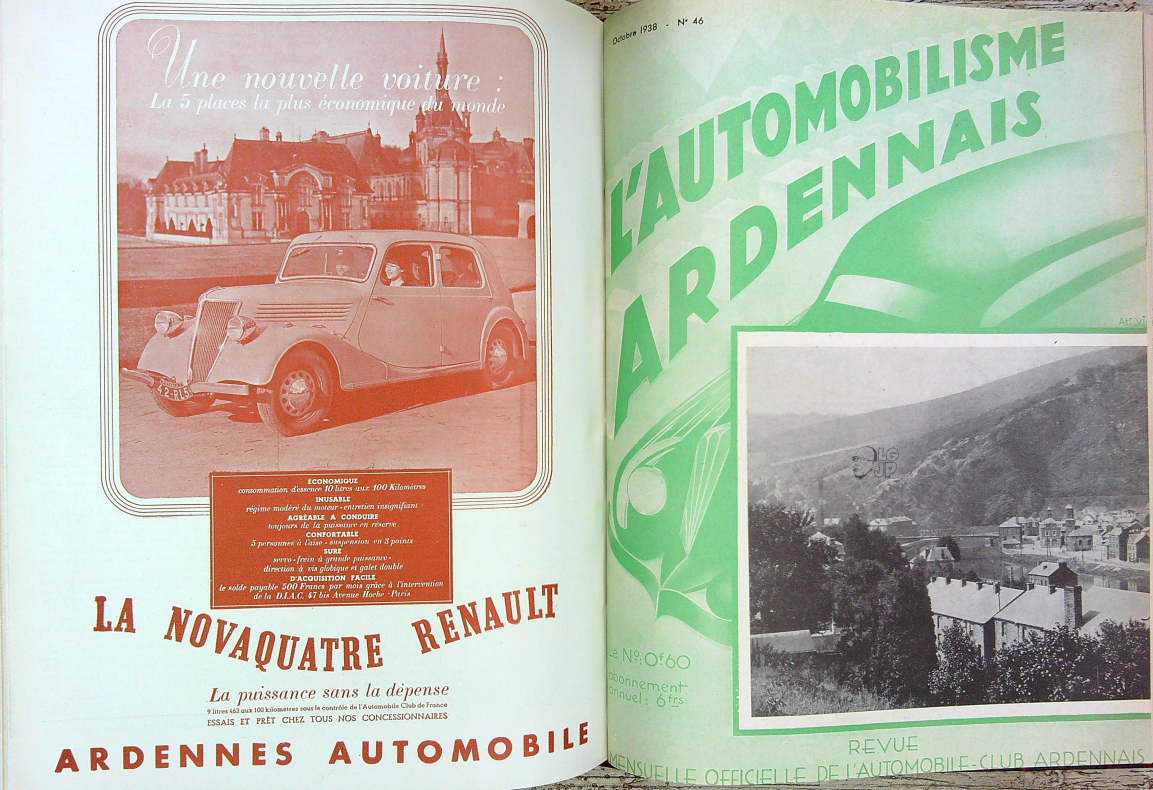 Une nouvelle voiture :
La 5 places la plus économique du monde
42-RL5
ÉCONOMIQUE
consommation d'essence 10 litres aux 100 Kilomètres
INUSABLE
régime modéré du moteur - entretien insignifiant
AGRÉABLE A CONDUIRE
toujours de la puissance en réserve
CONFORTABLE
5 personnes à l'aise - suspension en 3 points
SURE
servo-frein à grande puissance-
direction à vis globique et galet double
D'ACQUISITION FACILE
le solde payable 500 Francs par mois grâce à l'intervention
de la D.I.A.C. 47 bis Avenue Hoche - Paris
LA NOVAQUATRE RENAULT
La puissance sans la dépense
9 litres 463 aux 100 kilomètres sous le contrôle de l'Automobile Club de France
ESSAIS ET PRÊT CHEZ TOUS NOS CONCESSIONNAIRES
ARDENNES AUTOMOBILE
Octobre 1938 - N° 46
L'AUTOMOBILISME
ARDENNAIS
LG
JP
Le N°: 0f60
abonnement
annuel : 6frs
REVUE
MENSUELLE OFFICIELLE DE L'AUTOMOBILE-CLUB ARDENNAIS